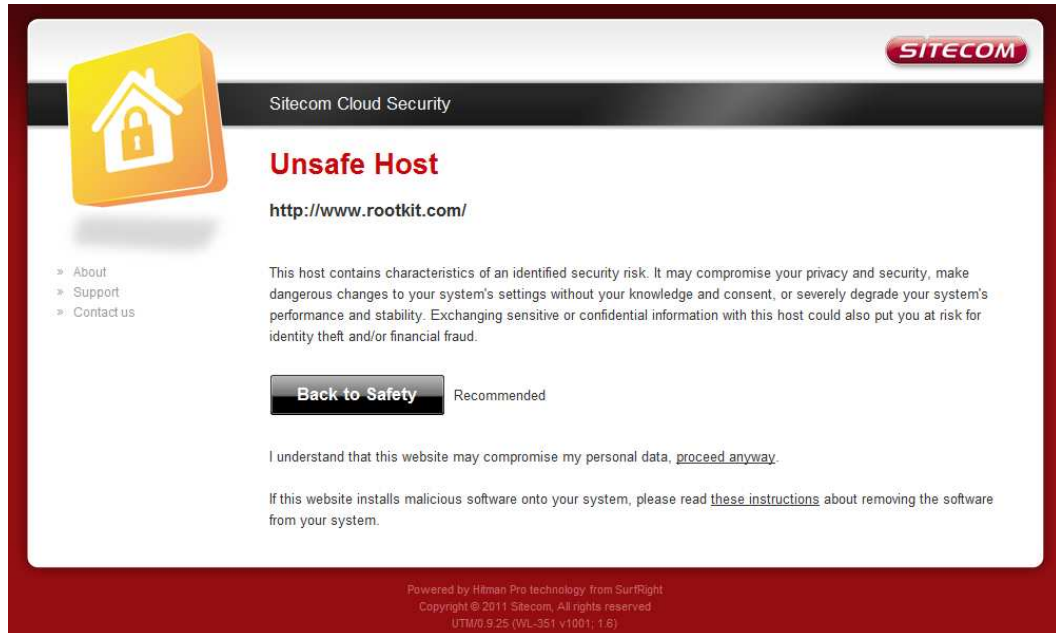 SITECOM
Sitecom Cloud Security
Unsafe Host
http://www.rootkit.com/
» About
» Support
» Contact us
This host contains characteristics of an identified security risk. It may compromise your privacy and security, make
dangerous changes to your system's settings without your knowledge and consent, or severely degrade your system's
performance and stability. Exchanging sensitive or confidential information with this host could also put you at risk for
identity theft and/or financial fraud.
Back to Safety Recommended
I understand that this website may compromise my personal data, proceed anyway.
If this website installs malicious software onto your system, please read these instructions about removing the software
from your system.
Powered by Hitman Pro technology from SurfRight
Copyright © 2011 Sitecom, All rights reserved
UTM/0.9.25 (WL-351 v1001; 1.6)